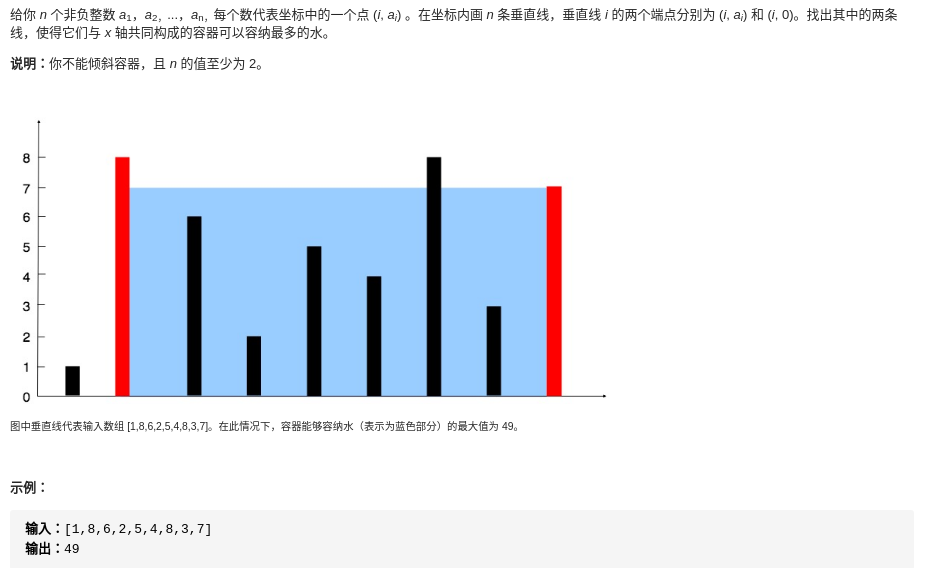 给你 n 个非负整数 a1，a2，...，an，每个数代表坐标中的一个点 (i, ai) 。在坐标内画 n 条垂直线，垂直线 i 的两个端点分别为 (i, ai) 和 (i, 0)。找出其中的两条
线，使得它们与 x 轴共同构成的容器可以容纳最多的水。
说明：你不能倾斜容器，且 n 的值至少为 2。
8
7
6
5
4
3
2
1
0
图中垂直线代表输入数组 [1,8,6,2,5,4,8,3,7]。在此情况下，容器能够容纳水（表示为蓝色部分）的最大值为 49。
示例：
输入：[1,8,6,2,5,4,8,3,7]
输出：49